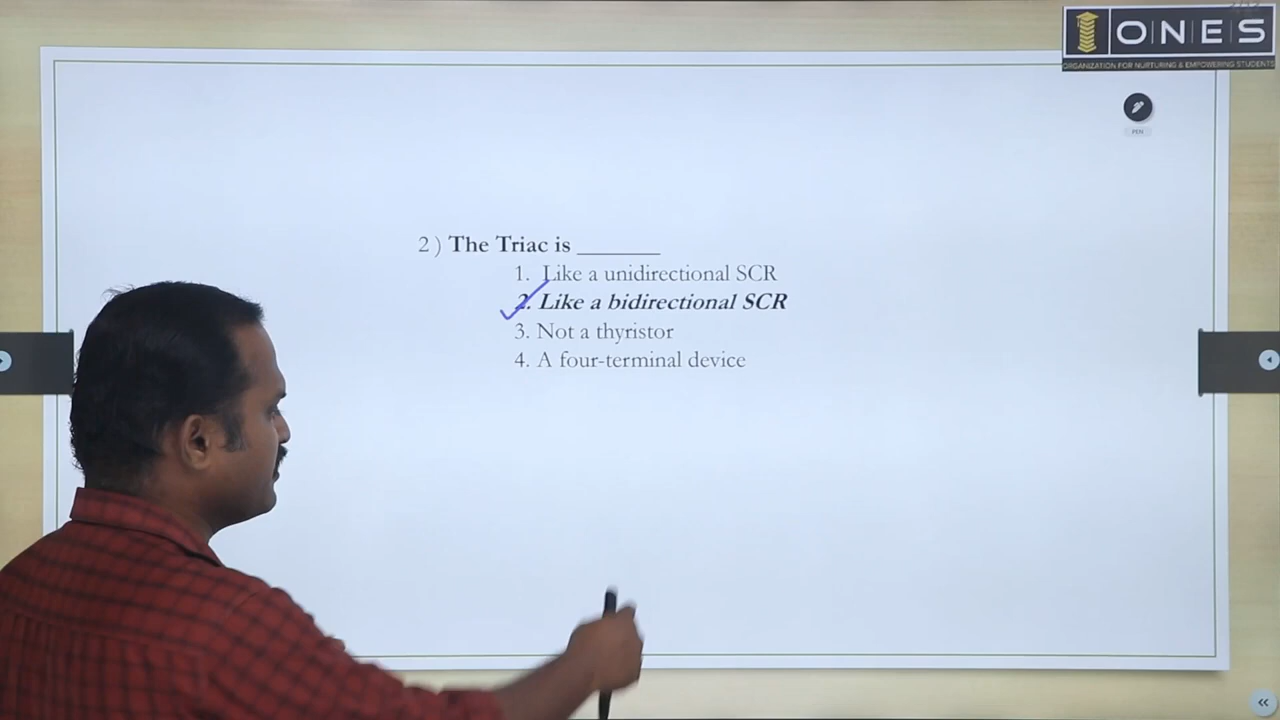 O|N|E|S
ORGANIZATION FOR NURTURING & EMPOWERING STUDENTS
PEN
2 ) The Triac is _______
1. Like a unidirectional SCR
2. Like a bidirectional SCR
3. Not a thyristor
4. A four-terminal device